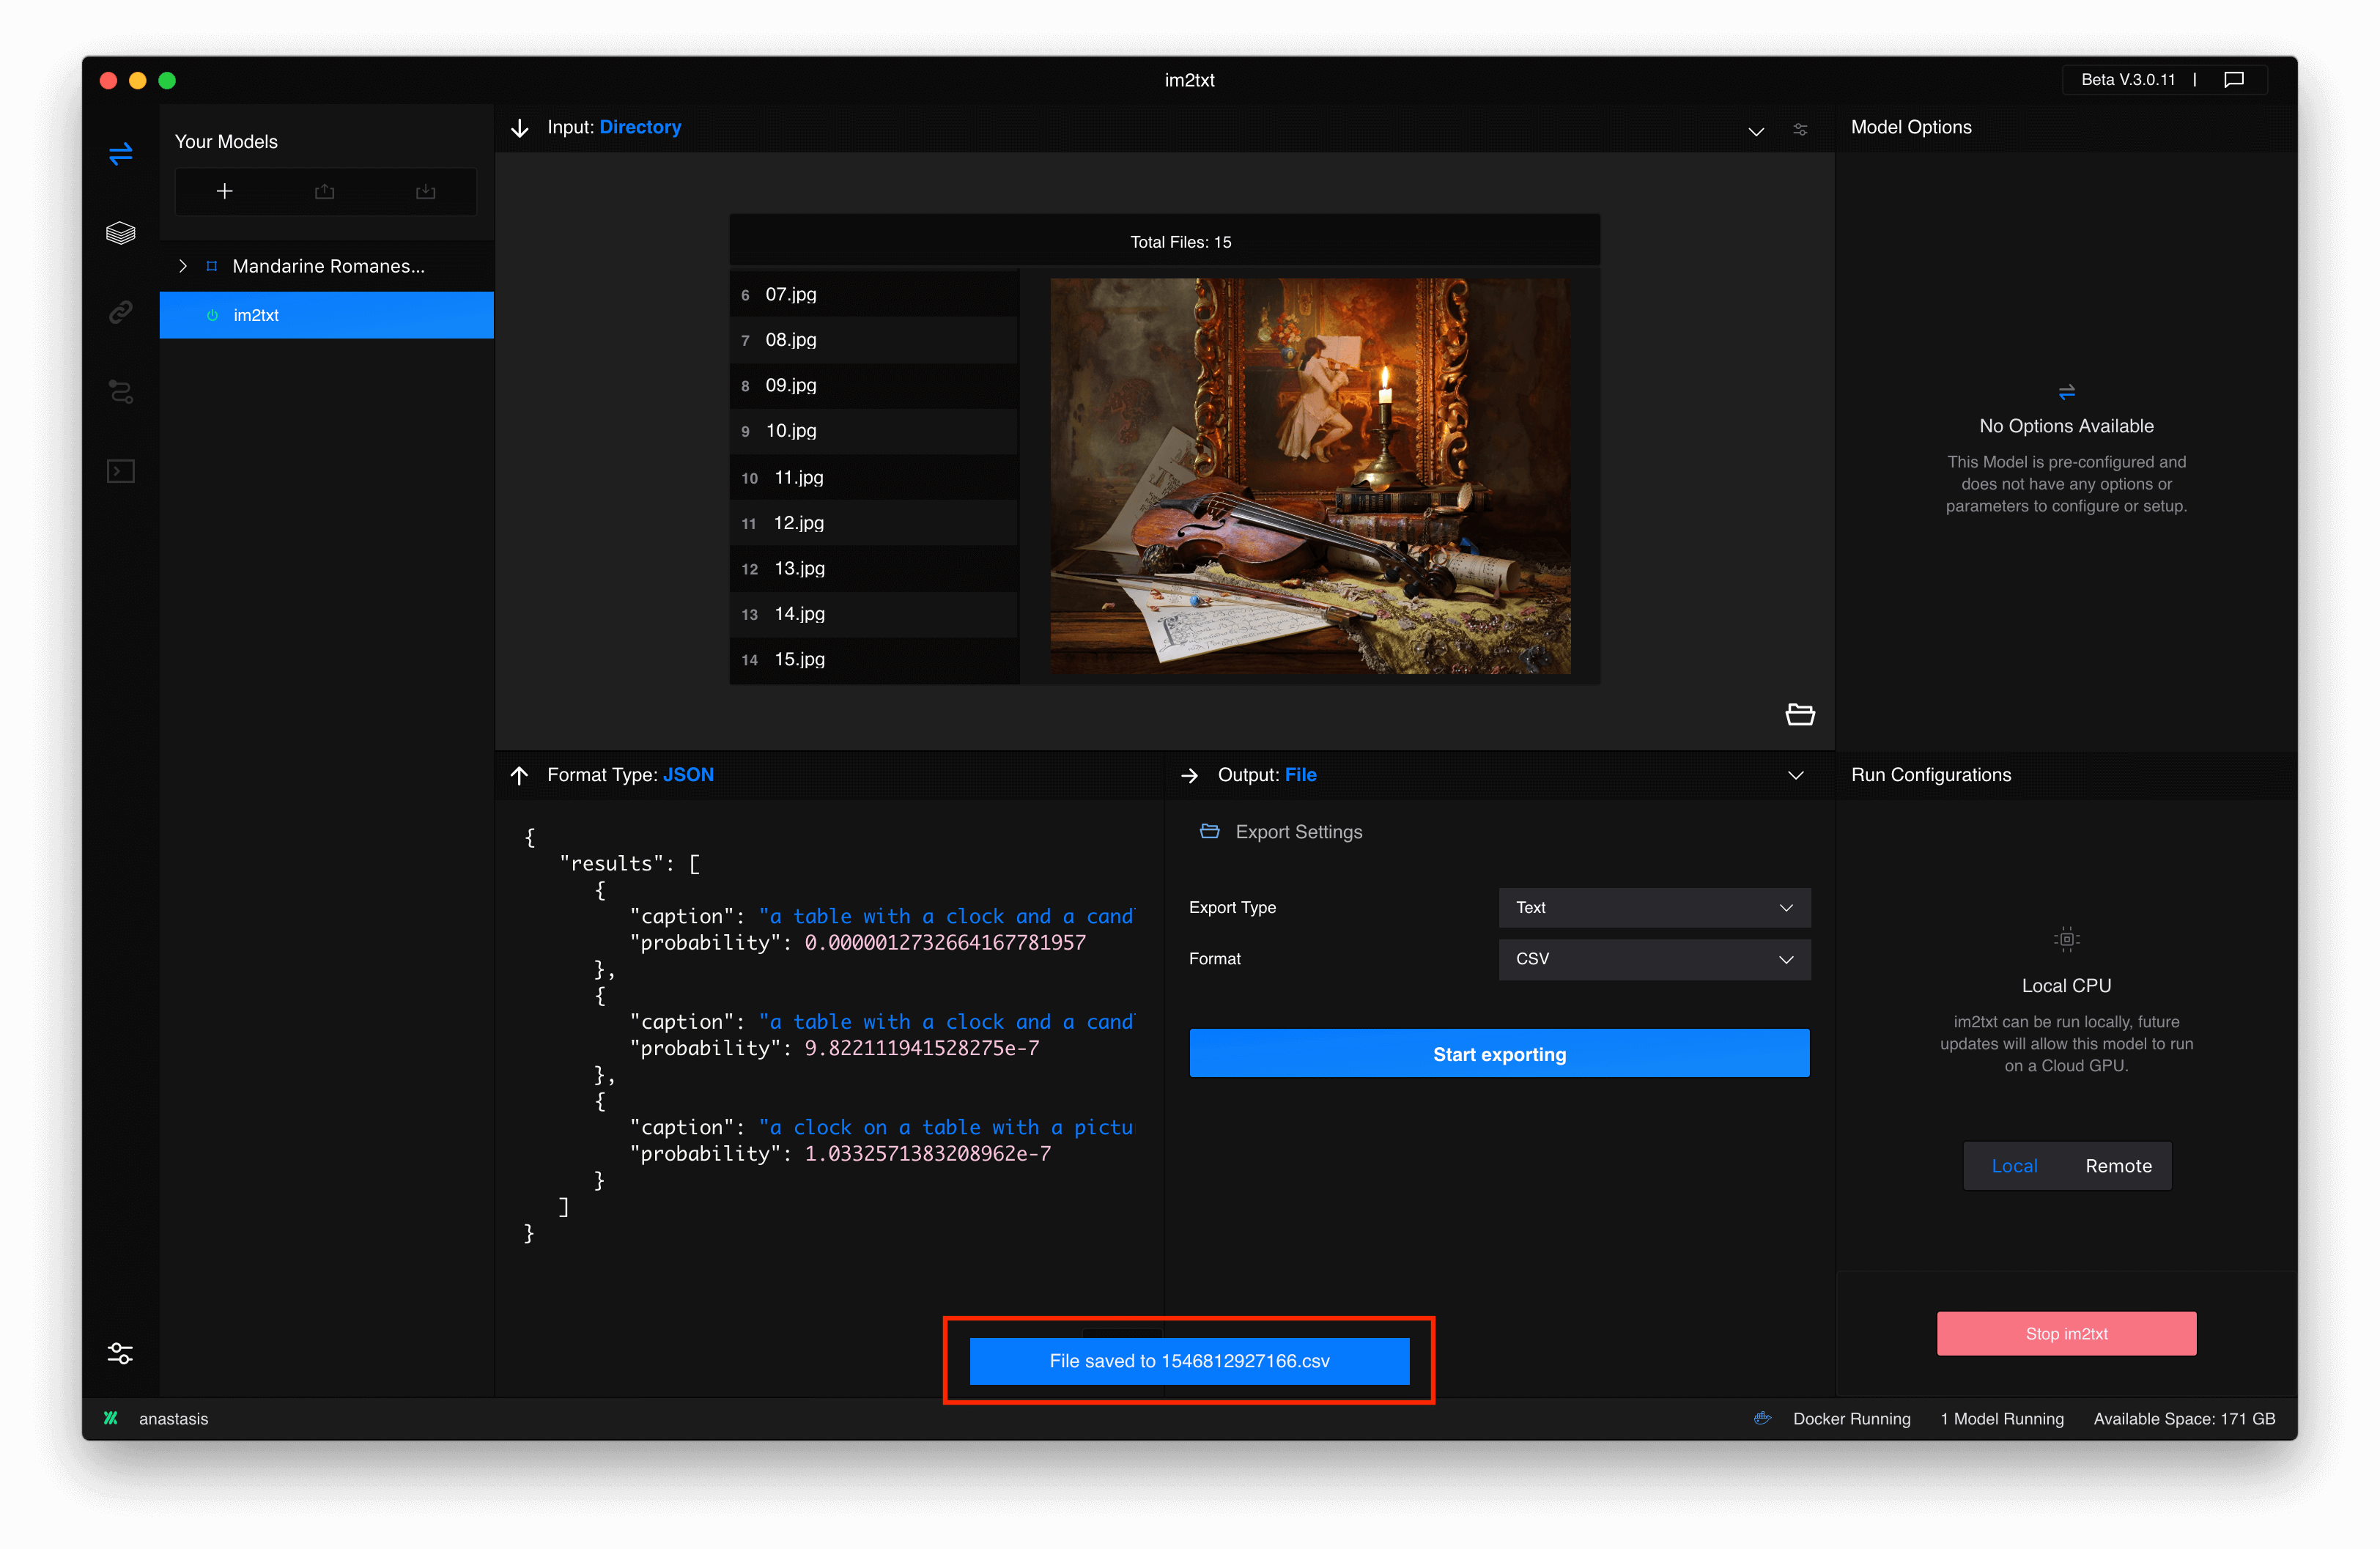 im2txt
Beta V.3.0.11 |
Your Models
Mandarine Romanes...
im2txt
Input: Directory
Total Files: 15
6 07.jpg
7 08.jpg
8 09.jpg
9 10.jpg
10 11.jpg
11 12.jpg
12 13.jpg
13 14.jpg
14 15.jpg
Model Options
No Options Available
This Model is pre-configured and
does not have any options or
parameters to configure or setup.
Format Type: JSON
{
"results": [
{
"caption": "a table with a clock and a cand
"probability": 0.0000012732664167781957
},
{
"caption": "a table with a clock and a cand
"probability": 9.822111941528275e-7
},
{
"caption": "a clock on a table with a pictu
"probability": 1.0332571383208962e-7
}
]
}
Output: File
Export Settings
Export Type Text
Format CSV
Start exporting
Run Configurations
Local CPU
im2txt can be run locally, future
updates will allow this model to run
on a Cloud GPU.
Local Remote
Stop im2txt
File saved to 1546812927166.csv
anastasis
Docker Running 1 Model Running Available Space: 171 GB